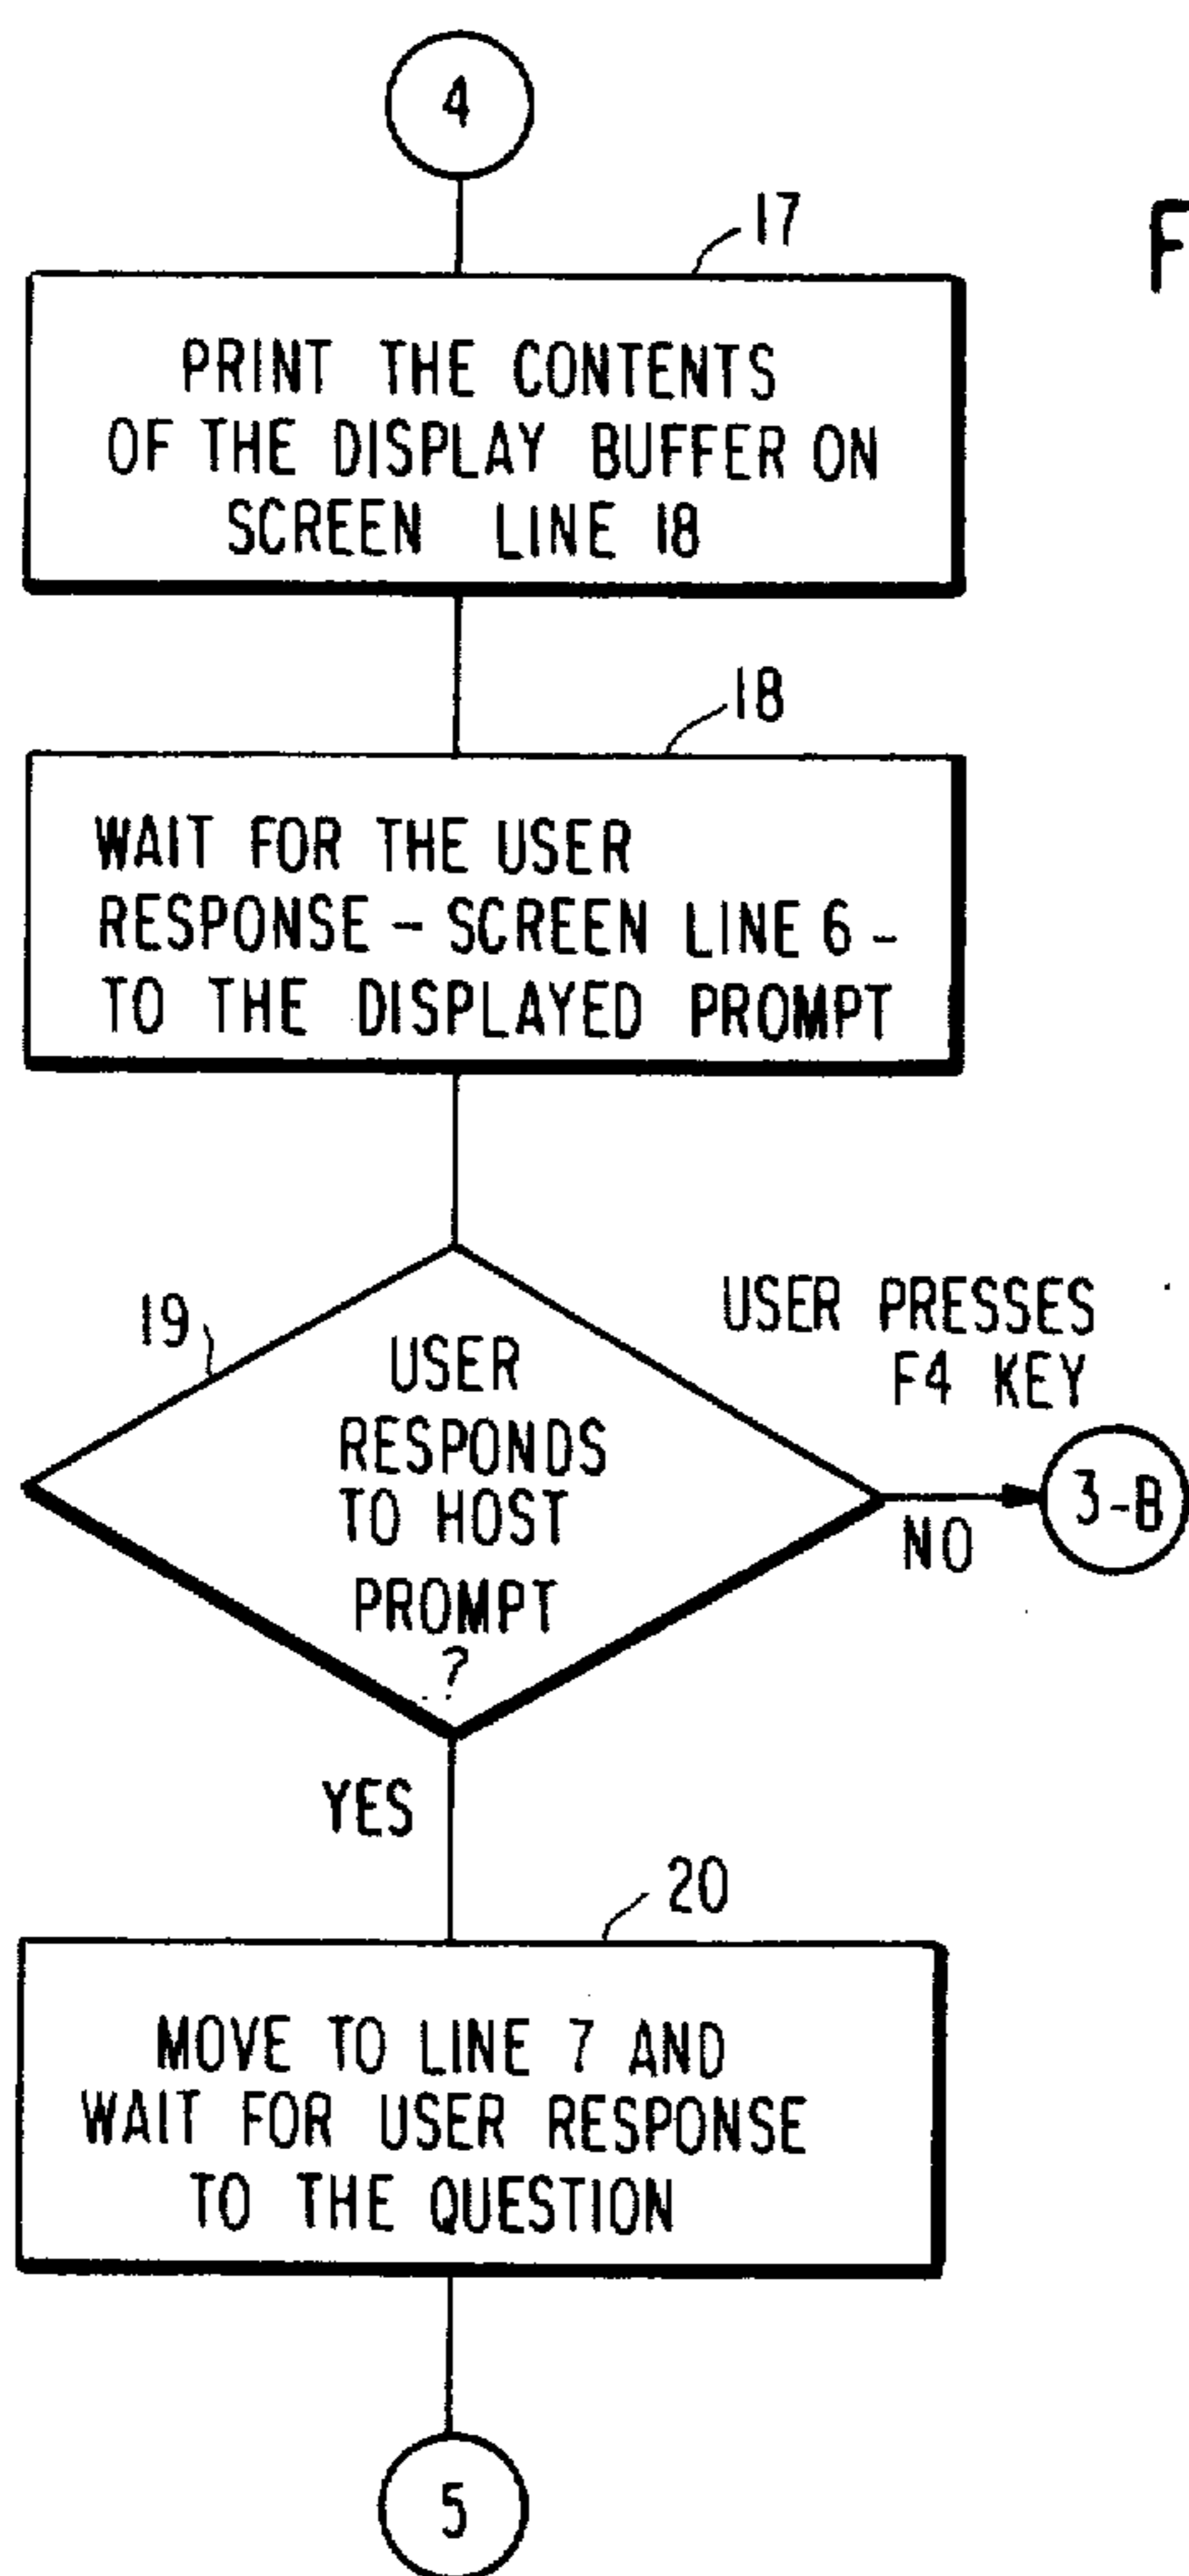 4
17
F
PRINT THE CONTENTS
OF THE DISPLAY BUFFER ON
SCREEN LINE 18
18
WAIT FOR THE USER
RESPONSE - SCREEN LINE 6 -
TO THE DISPLAYED PROMPT
19
USER
RESPONDS
TO HOST
PROMPT
?
USER PRESSES
F4 KEY
3-B
NO
YES
20
MOVE TO LINE 7 AND
WAIT FOR USER RESPONSE
TO THE QUESTION
5